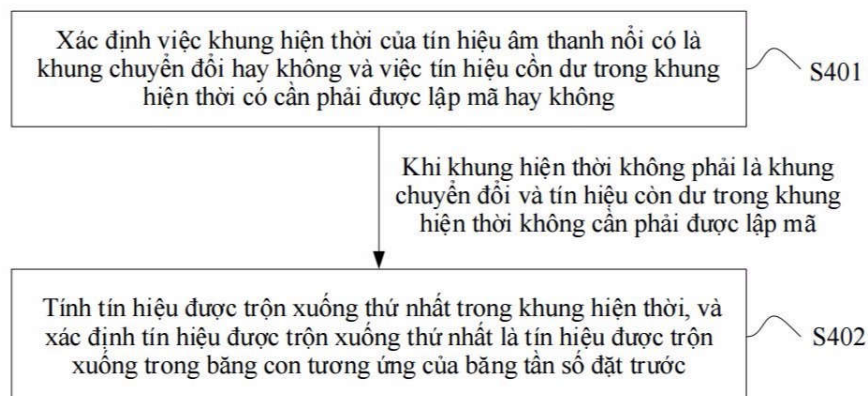 Xác định việc khung hiện thời của tín hiệu âm thanh nổi có là
khung chuyển đổi hay không và việc tín hiệu cồn dư trong khung
hiện thời có cần phải được lập mã hay không
S401
Khi khung hiện thời không phải là khung
chuyển đổi và tín hiệu còn dư trong khung
hiện thời không cần phải được lập mã
Tính tín hiệu được trộn xuống thứ nhất trong khung hiện thời, và
xác định tín hiệu được trộn xuống thứ nhất là tín hiệu được trộn
xuống trong băng con tương ứng của băng tần số đặt trước
S402